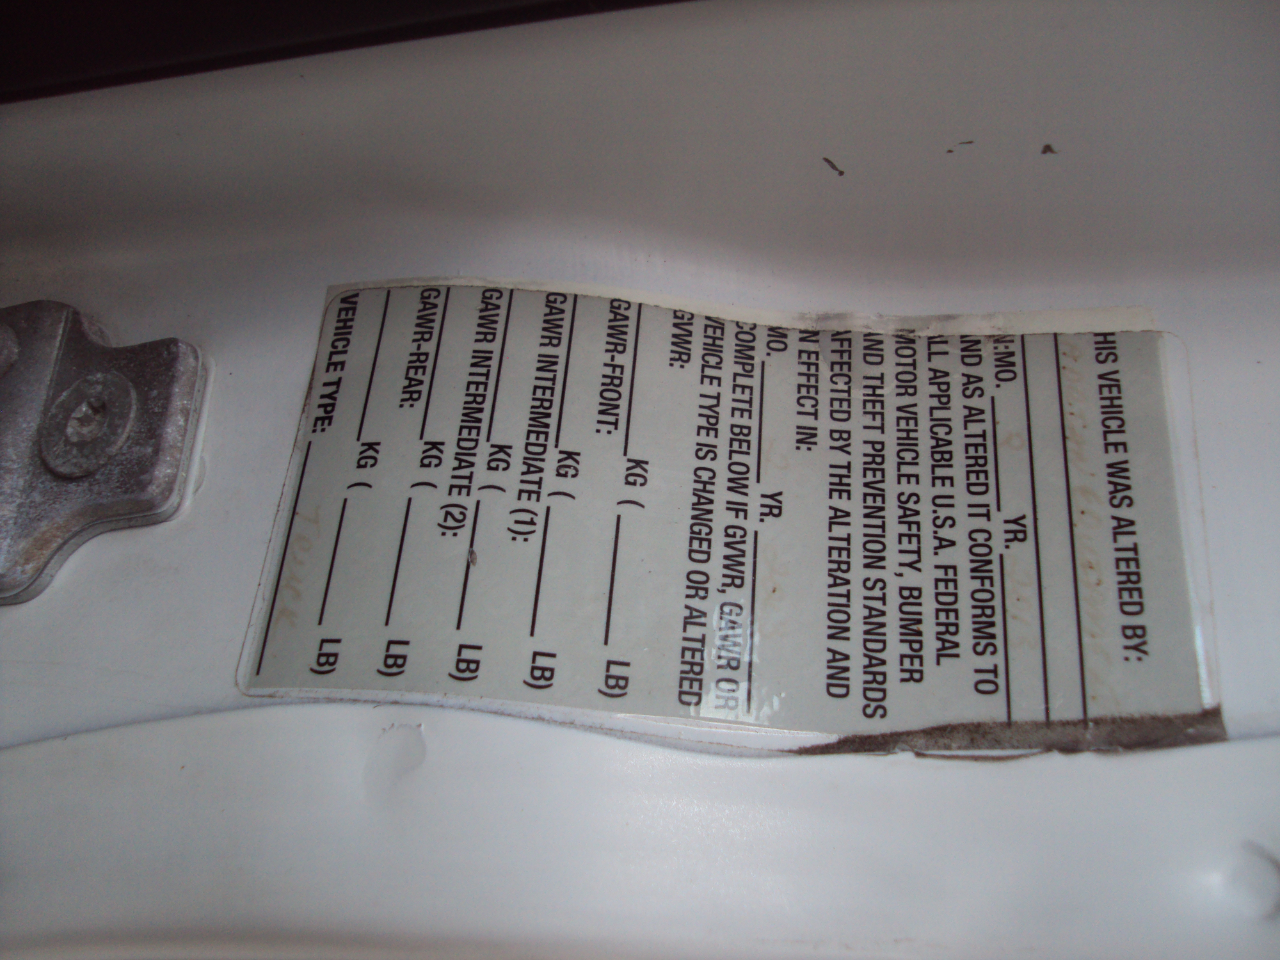 HIS VEHICLE WAS ALTERED BY:
N:MO. YR.
ND AS ALTERED IT CONFORMS TO
LL APPLICABLE U.S.A. FEDERAL
MOTOR VEHICLE SAFETY, BUMPER
AND THEFT PREVENTION STANDARDS
AFFECTED BY THE ALTERATION AND
N EFFECT IN:
MO. YR.
COMPLETE BELOW IF GVWR, GAWR OR
VEHICLE TYPE IS CHANGED OR ALTERED
GVWR:
KG ( LB)
GAWR-FRONT:
KG ( LB)
GAWR INTERMEDIATE (1):
KG ( LB)
GAWR INTERMEDIATE (2):
KG ( LB)
GAWR-REAR:
KG ( LB)
VEHICLE TYPE:
Truck